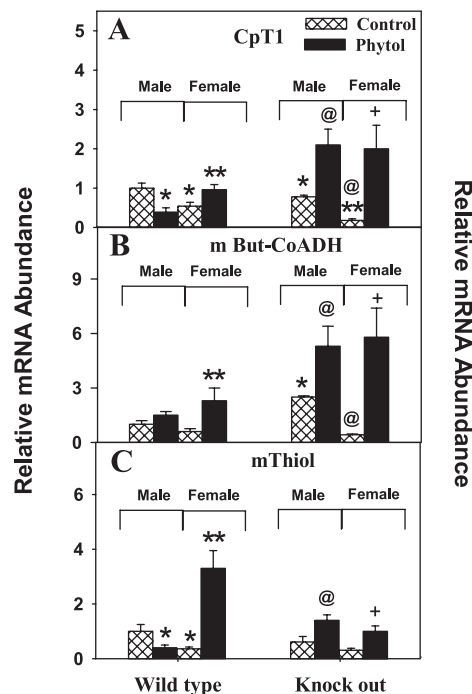 A
CpT1
Control
Phytol
5
4
3
2
1
0
Male Female Male Female
* * ** * @ @ ** +
B
m But-CoADH
9
6
3
0
Male Female Male Female
** * @ @ +
C
mThiol
6
4
2
0
Male Female Male Female
* * ** @ +
Wild type Knock out
Relative mRNA Abundance
Relative mRNA Abundance